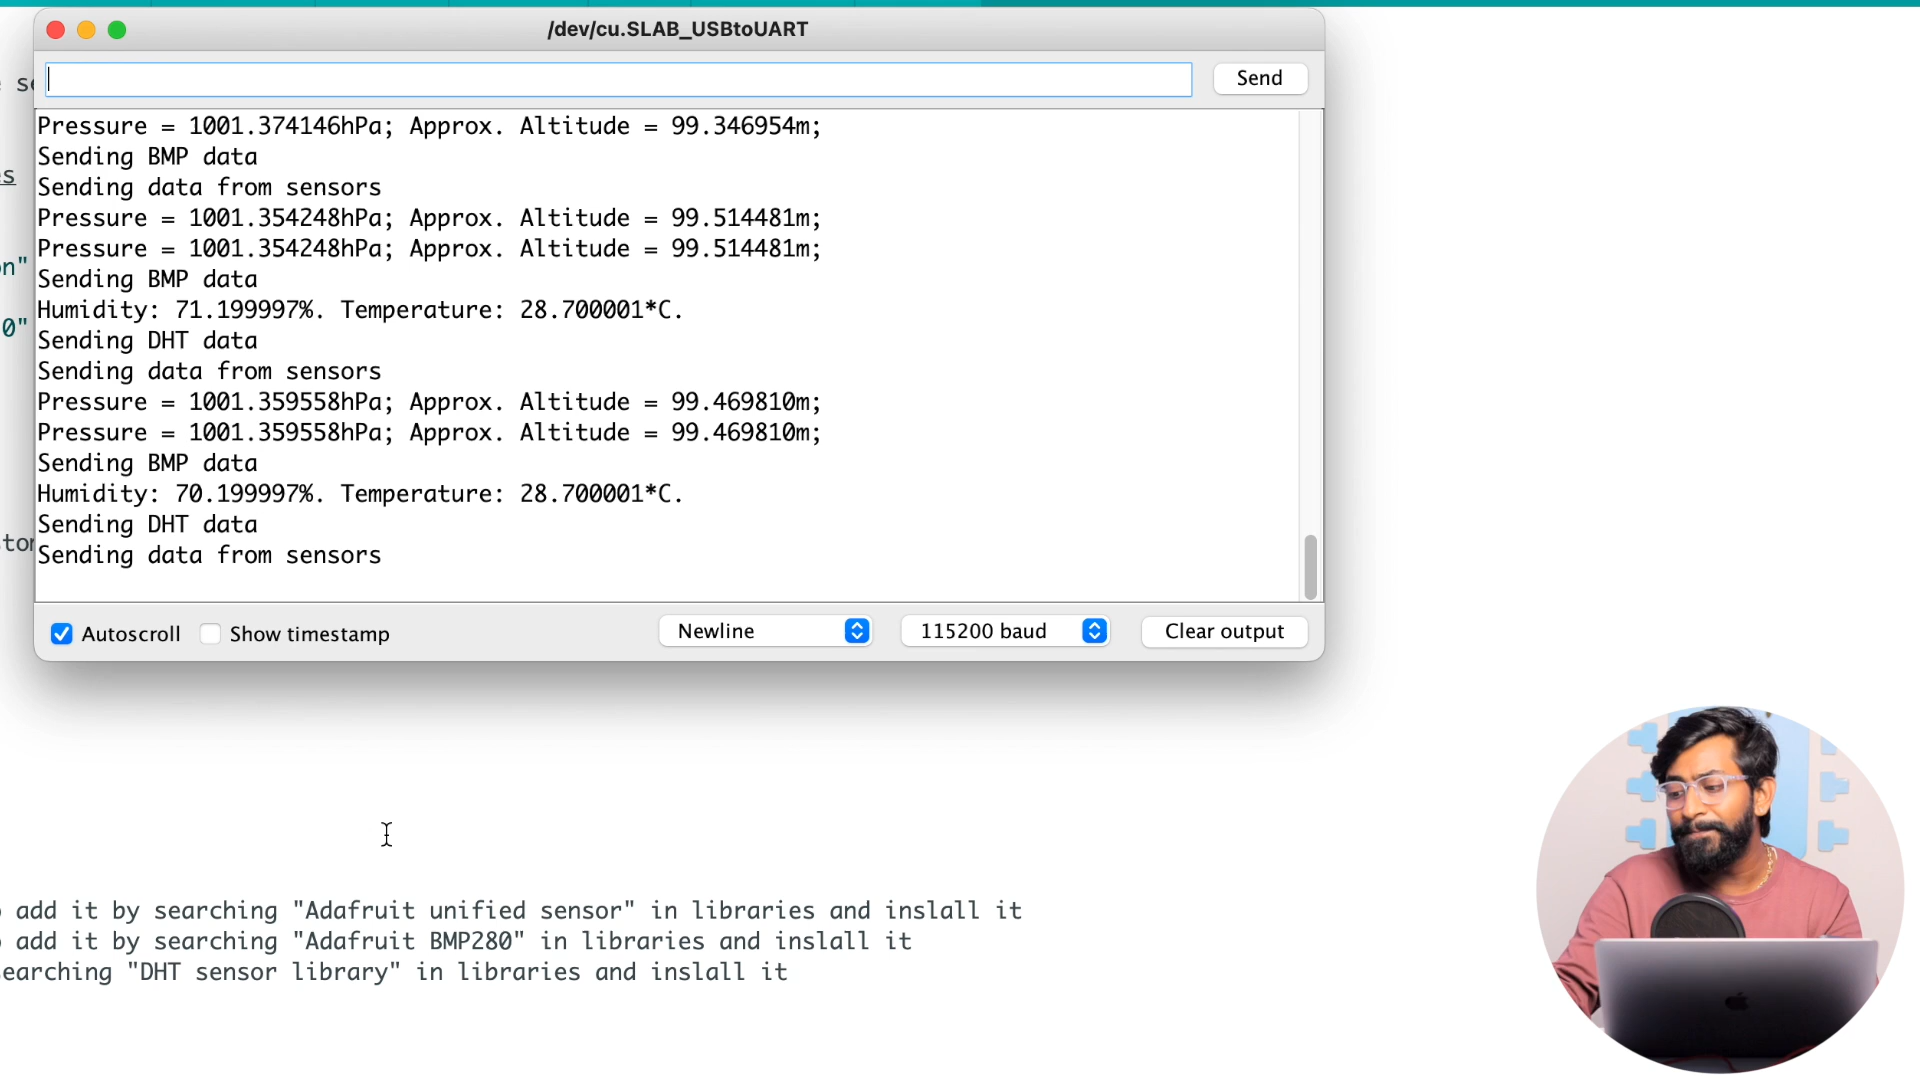 /dev/cu.SLAB_USBtoUART
Send
Pressure = 1001.374146hPa; Approx. Altitude = 99.346954m;
Sending BMP data
Sending data from sensors
Pressure = 1001.354248hPa; Approx. Altitude = 99.514481m;
Pressure = 1001.354248hPa; Approx. Altitude = 99.514481m;
Sending BMP data
Humidity: 71.199997%. Temperature: 28.700001*C.
Sending DHT data
Sending data from sensors
Pressure = 1001.359558hPa; Approx. Altitude = 99.469810m;
Pressure = 1001.359558hPa; Approx. Altitude = 99.469810m;
Sending BMP data
Humidity: 70.199997%. Temperature: 28.700001*C.
Sending DHT data
Sending data from sensors
Autoscroll Show timestamp Newline 115200 baud Clear output
add it by searching "Adafruit unified sensor" in libraries and inslall it
add it by searching "Adafruit BMP280" in libraries and inslall it
earching "DHT sensor library" in libraries and inslall it